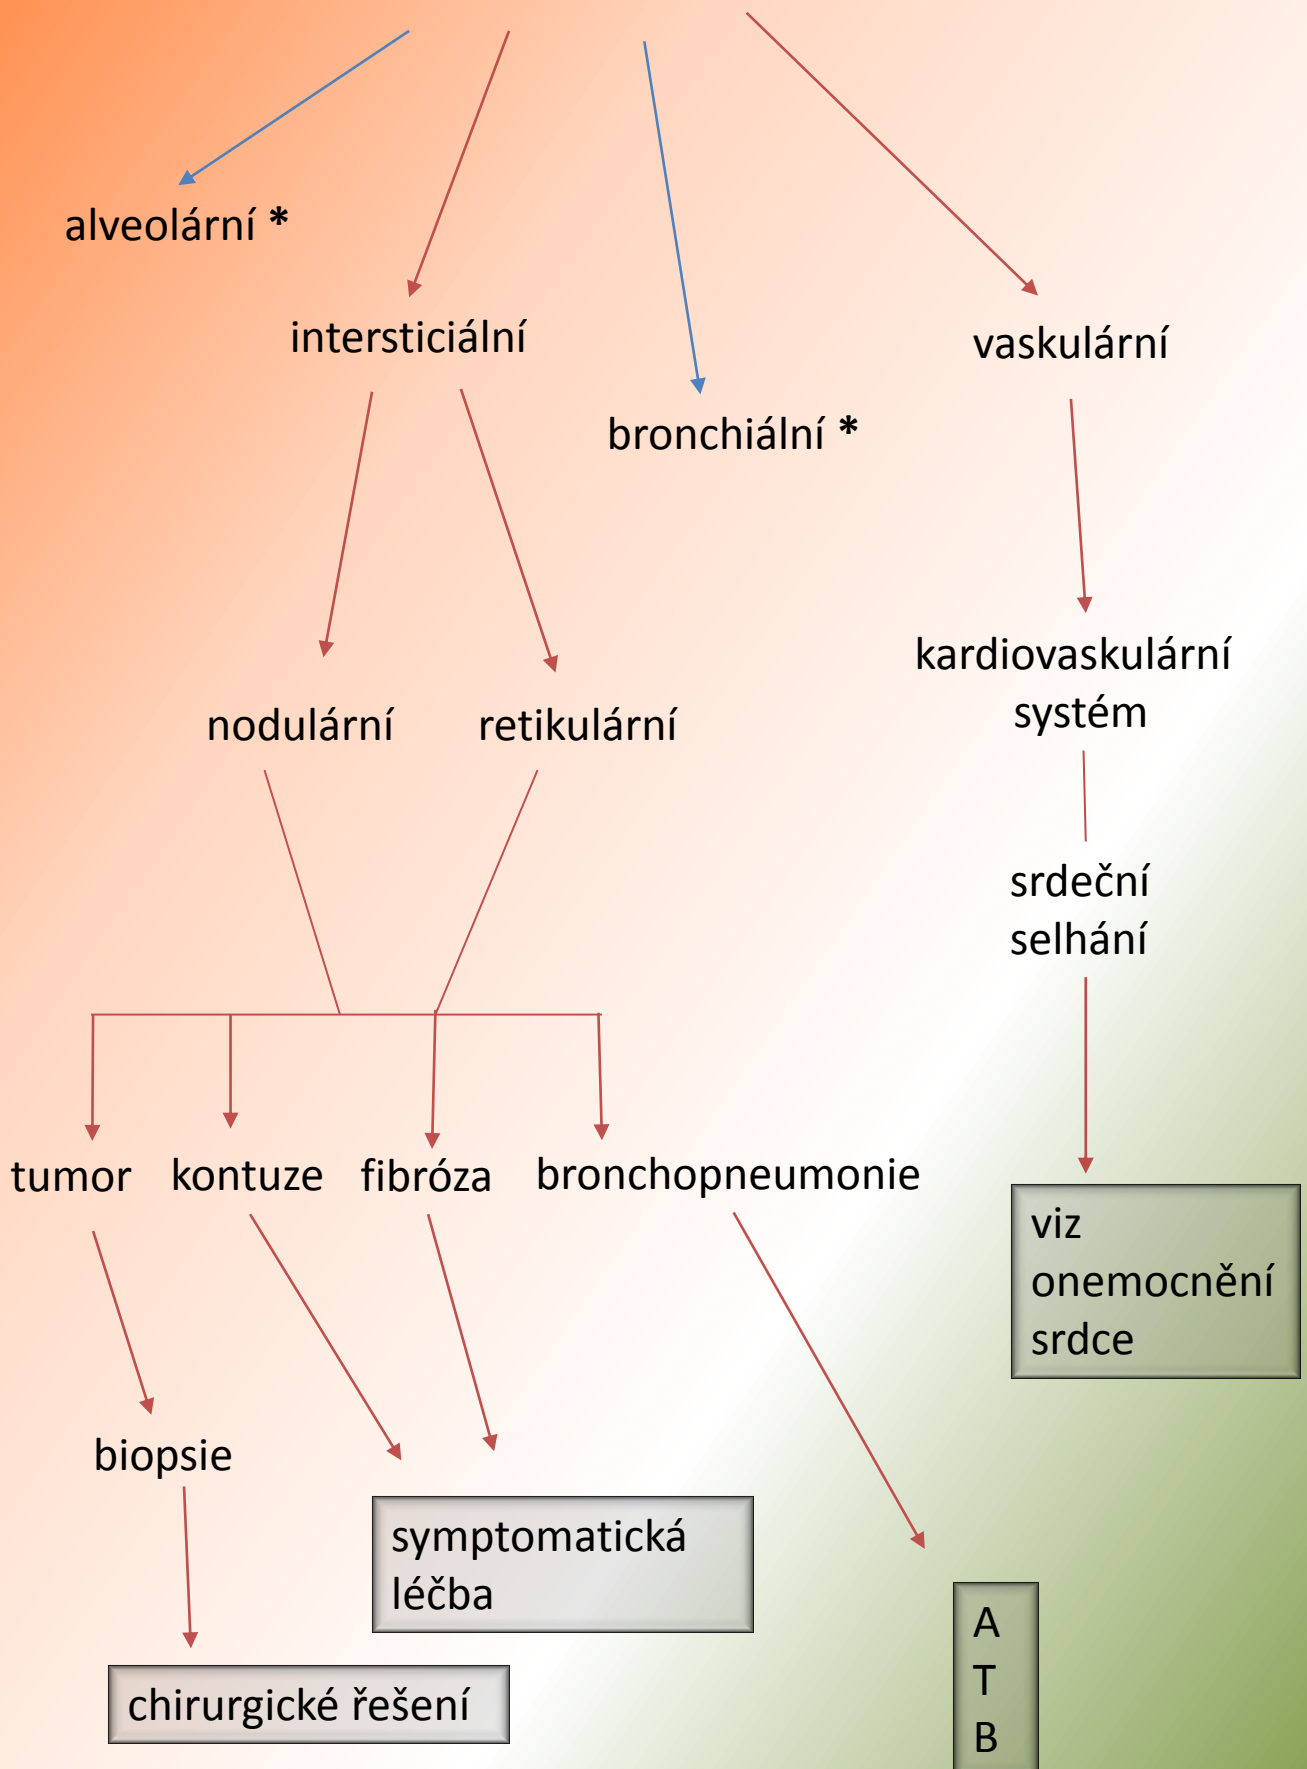 alveolární *
intersticiální
vaskulární
bronchiální *
kardiovaskulární
systém
nodulární
retikulární
srdeční
selhání
tumor
kontuze
fibróza
bronchopneumonie
viz
onemocnění
srdce
biopsie
symptomatická
léčba
chirurgické řešení
A
T
B